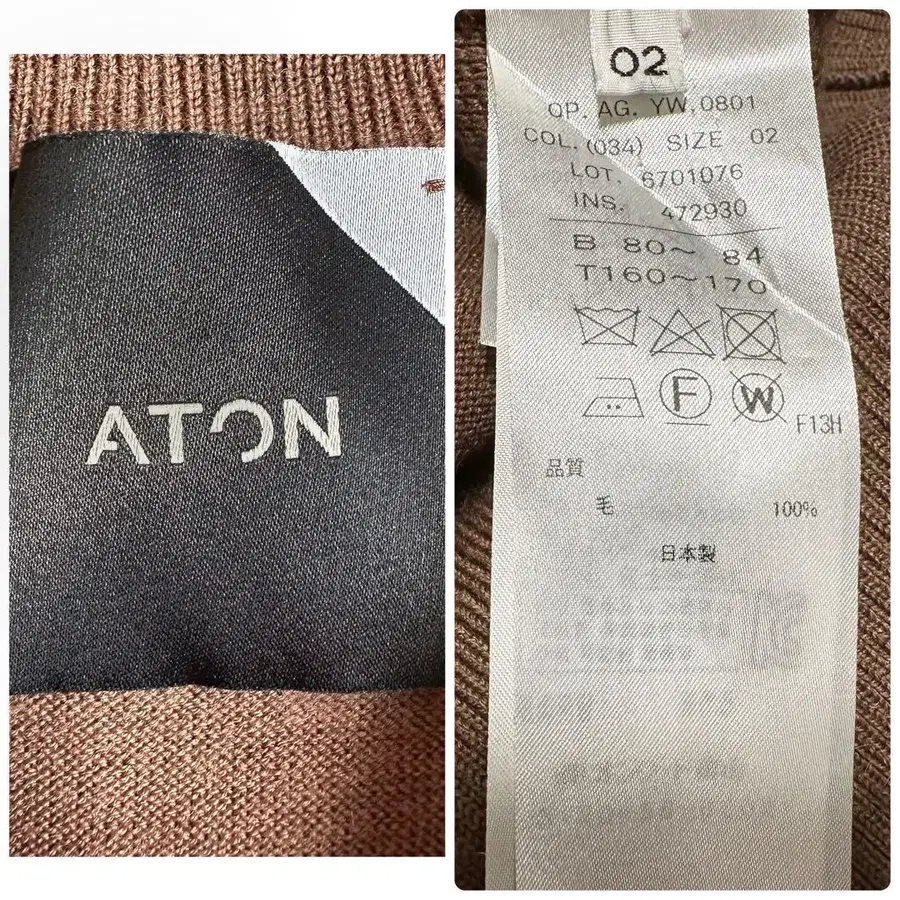 ATON
02
OP. AG. YW, 0801
COL. (034) SIZE 02
LOT. 6701076
INS. 472930
B 80〜 84
T160〜170
F
W
F13H
品質
毛 100%
日本製